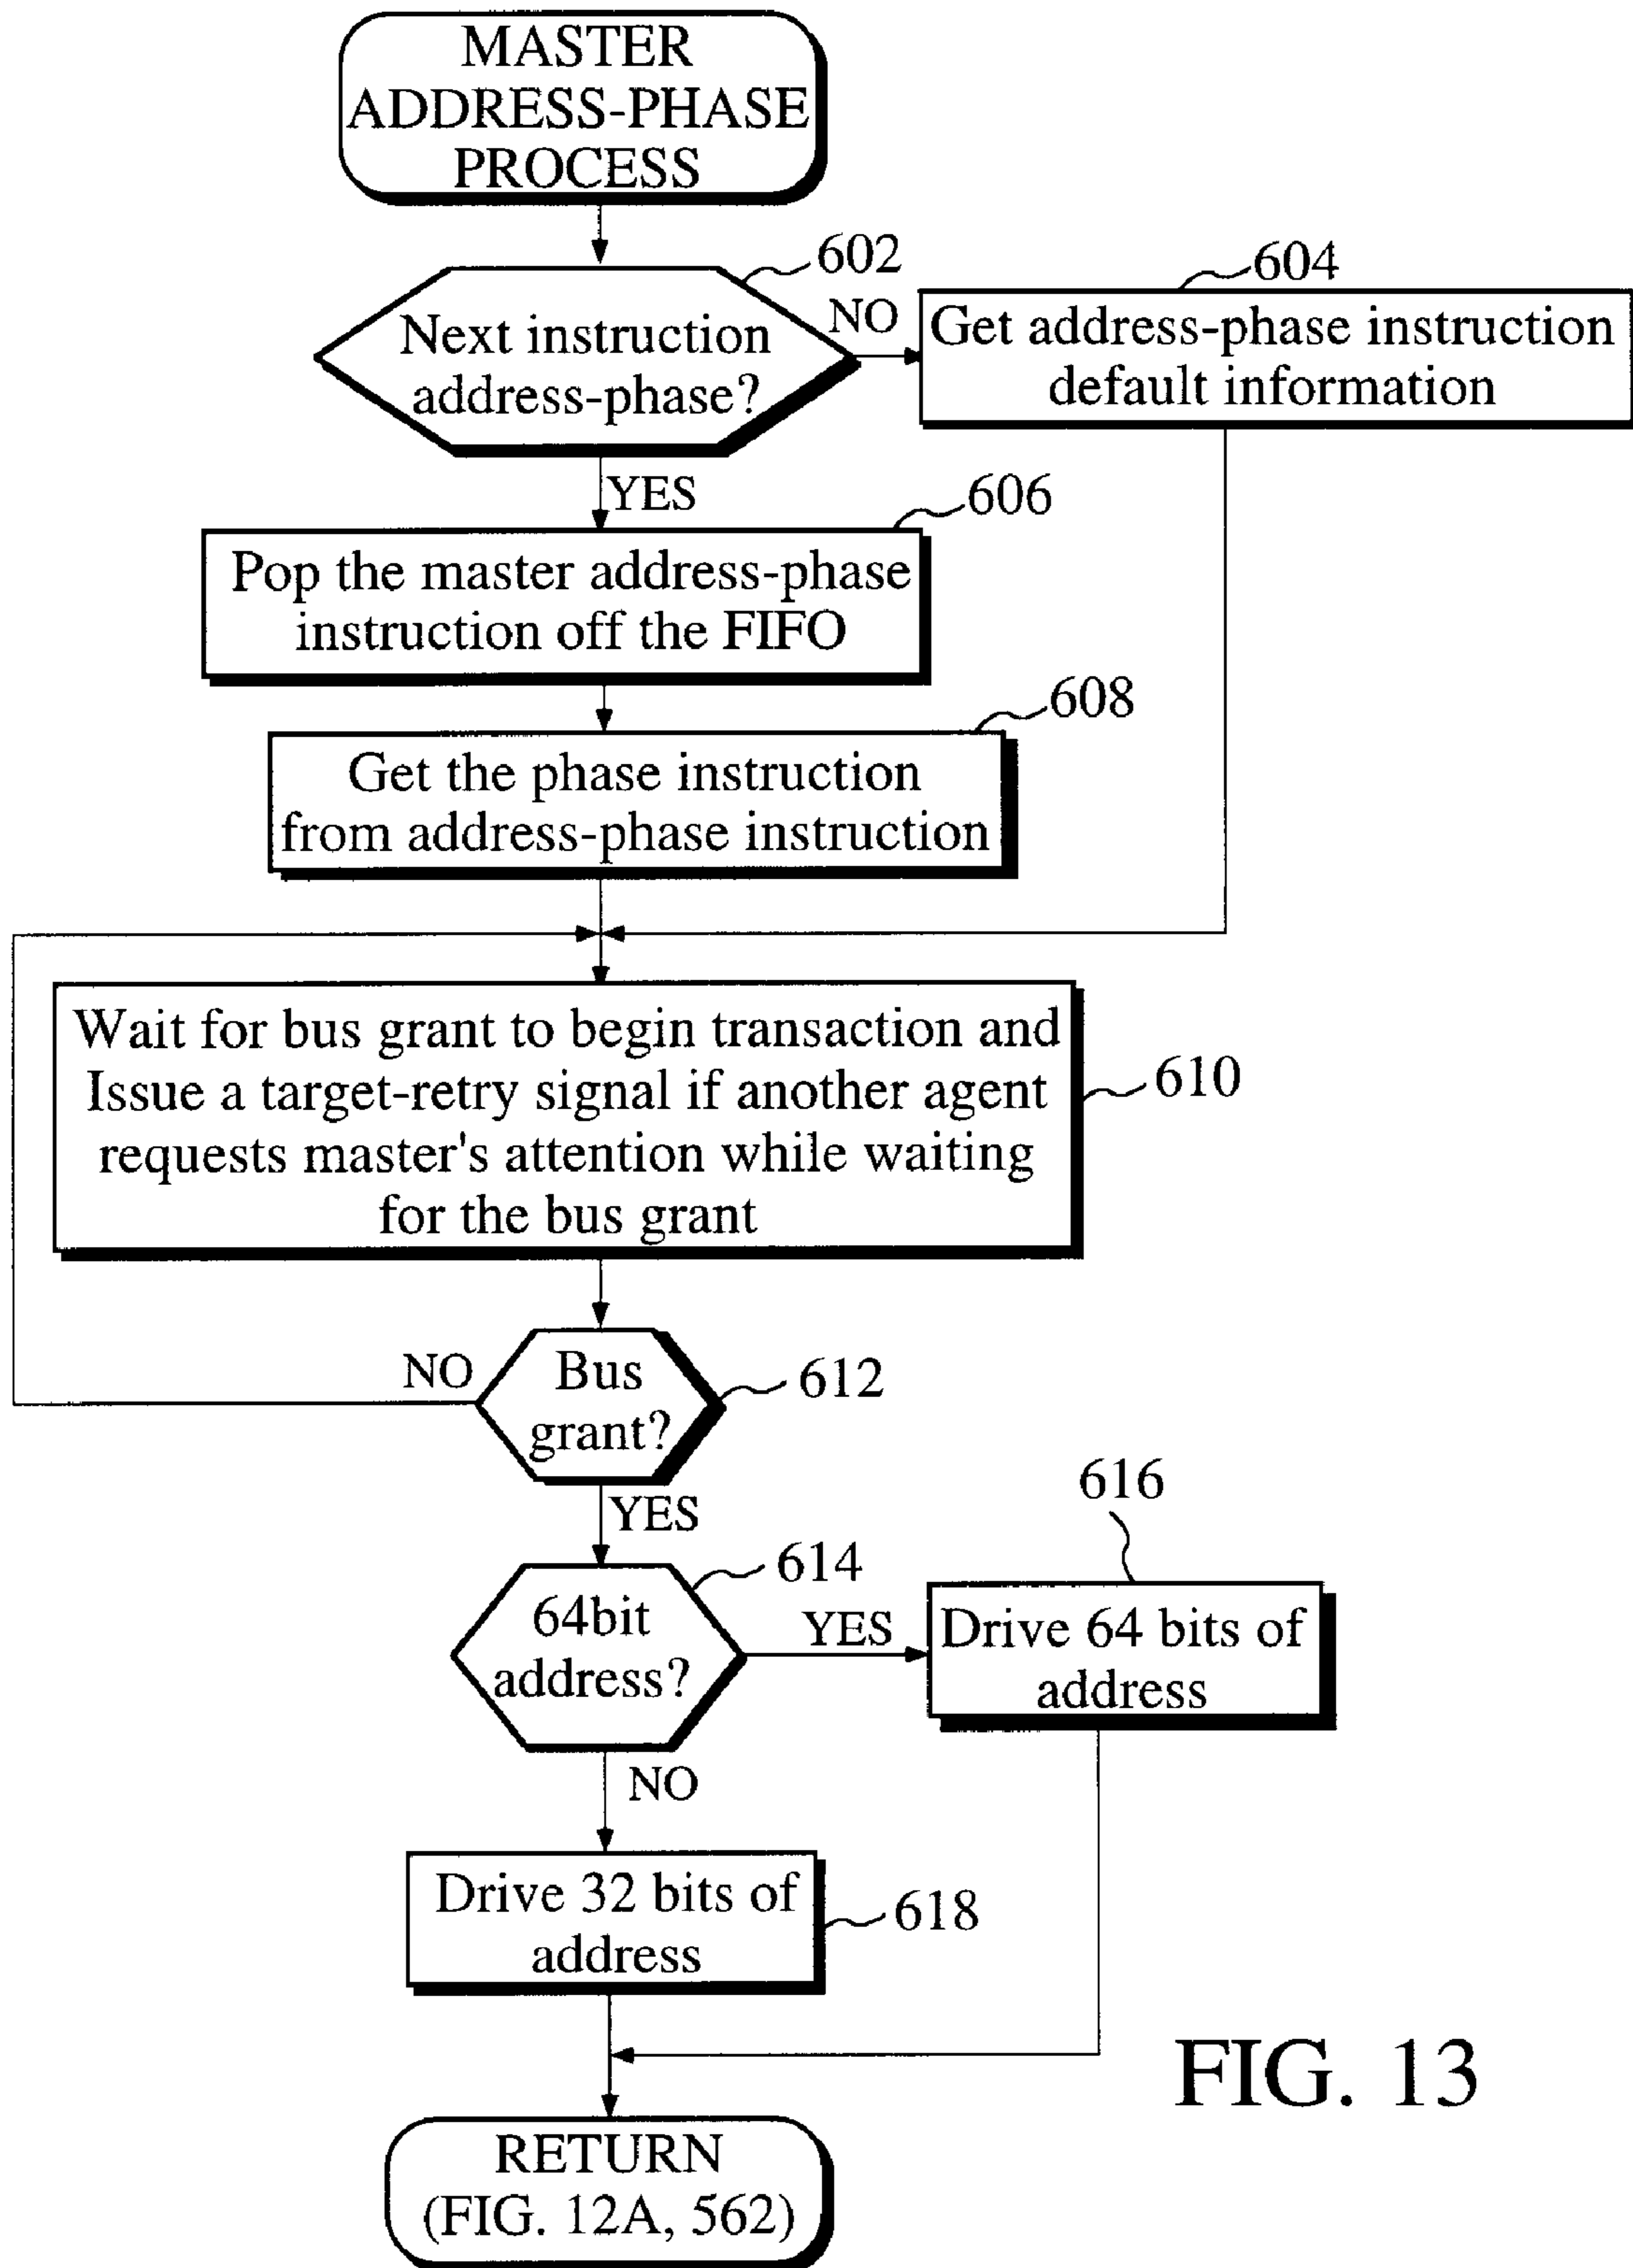 MASTER
ADDRESS-PHASE
PROCESS
602
604
Next instruction
address-phase?
NO
Get address-phase instruction
default information
YES
606
Pop the master address-phase
instruction off the FIFO
608
Get the phase instruction
from address-phase instruction
Wait for bus grant to begin transaction and
Issue a target-retry signal if another agent
requests master's attention while waiting
for the bus grant
610
NO
Bus
grant?
612
YES
614
616
64bit
address?
YES
Drive 64 bits of
address
NO
Drive 32 bits of
address
618
FIG. 13
RETURN
(FIG. 12A, 562)